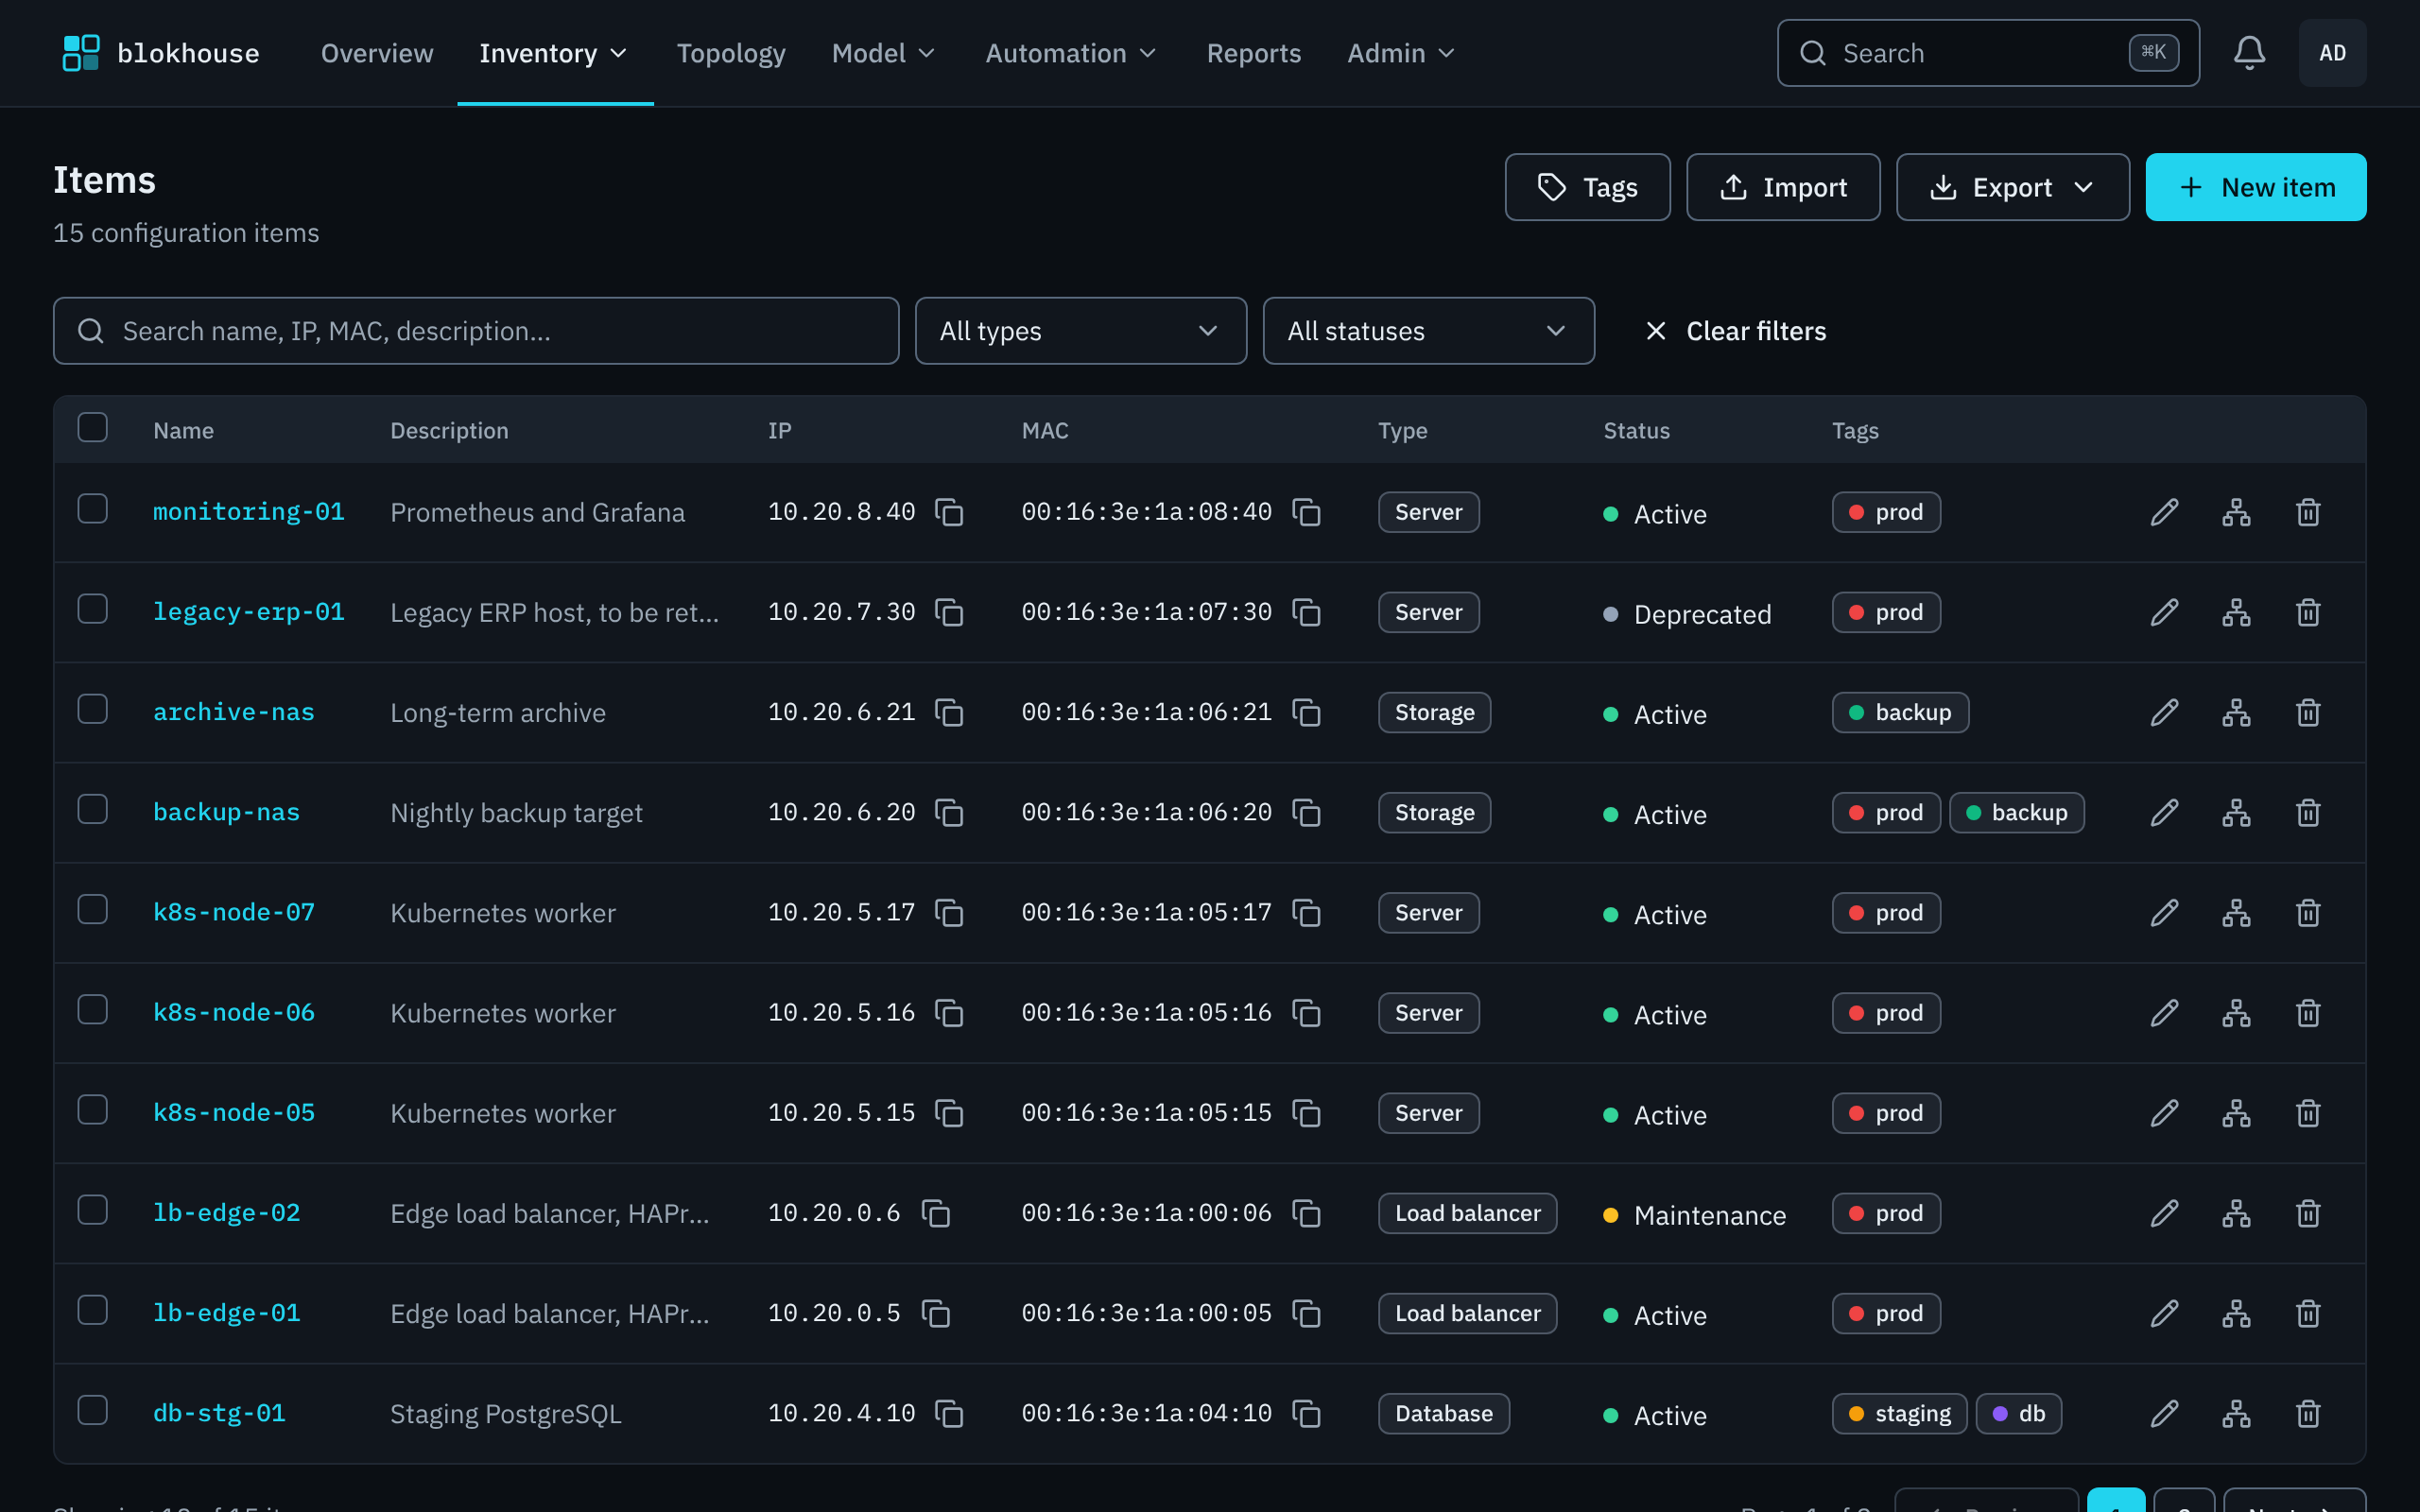 blokhouse Overview Inventory Topology Model Automation Reports Admin Search ⌘K AD
Items
15 configuration items
Tags Import Export New item
Search name, IP, MAC, description... All types All statuses Clear filters
Name Description IP MAC Type Status Tags
monitoring-01 Prometheus and Grafana 10.20.8.40 00:16:3e:1a:08:40 Server Active prod
legacy-erp-01 Legacy ERP host, to be ret... 10.20.7.30 00:16:3e:1a:07:30 Server Deprecated prod
archive-nas Long-term archive 10.20.6.21 00:16:3e:1a:06:21 Storage Active backup
backup-nas Nightly backup target 10.20.6.20 00:16:3e:1a:06:20 Storage Active prod backup
k8s-node-07 Kubernetes worker 10.20.5.17 00:16:3e:1a:05:17 Server Active prod
k8s-node-06 Kubernetes worker 10.20.5.16 00:16:3e:1a:05:16 Server Active prod
k8s-node-05 Kubernetes worker 10.20.5.15 00:16:3e:1a:05:15 Server Active prod
lb-edge-02 Edge load balancer, HAPr... 10.20.0.6 00:16:3e:1a:00:06 Load balancer Maintenance prod
lb-edge-01 Edge load balancer, HAPr... 10.20.0.5 00:16:3e:1a:00:05 Load balancer Active prod
db-stg-01 Staging PostgreSQL 10.20.4.10 00:16:3e:1a:04:10 Database Active staging db